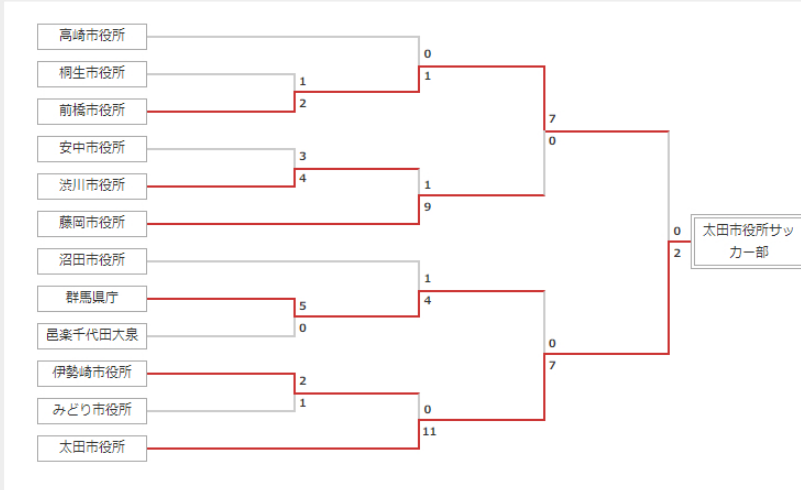 高崎市役所
0
桐生市役所
1
1
前橋市役所
2
7
安中市役所
0
3
渋川市役所
4
1
藤岡市役所
9
0
太田市役所サッ
カー部
2
沼田市役所
1
群馬県庁
4
5
邑楽千代田大泉
0
0
7
伊勢崎市役所
2
みどり市役所
1
0
太田市役所
11